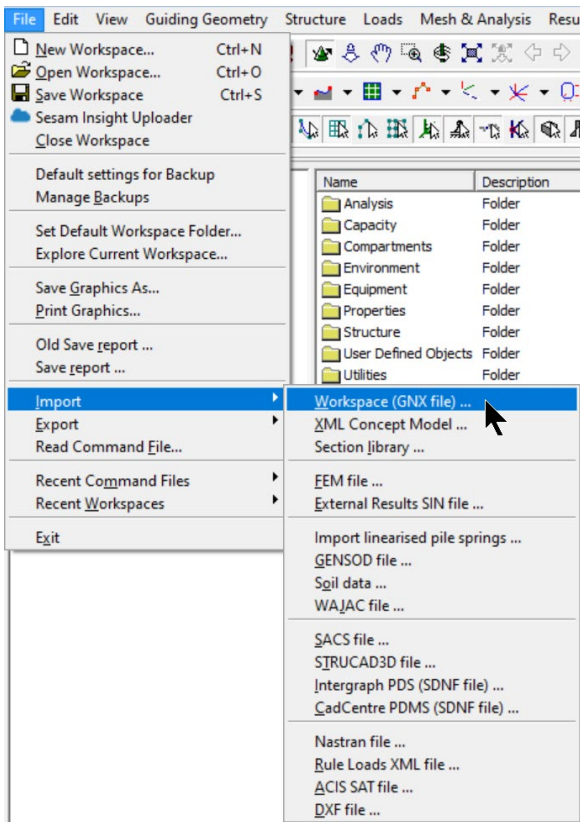 File Edit View Guiding Geometry Structure Loads Mesh & Analysis Resu
New Workspace... Ctrl+N
Open Workspace... Ctrl+O
Save Workspace Ctrl+S
Sesam Insight Uploader
Close Workspace
Default settings for Backup
Manage Backups
Set Default Workspace Folder...
Explore Current Workspace...
Save Graphics As...
Print Graphics...
Old Save report ...
Save report ...
Import
Export
Read Command File...
Recent Command Files
Recent Workspaces
Exit
Name Description
Analysis Folder
Capacity Folder
Compartments Folder
Environment Folder
Equipment Folder
Properties Folder
Structure Folder
User Defined Objects Folder
Utilities Folder
Workspace (GNX file) ...
XML Concept Model ...
Section library ...
FEM file ...
External Results SIN file ...
Import linearised pile springs ...
GENSOD file ...
Soil data ...
WAJAC file ...
SACS file ...
STRUCAD3D file ...
Intergraph PDS (SDNF file) ...
CadCentre PDMS (SDNF file) ...
Nastran file ...
Rule Loads XML file ...
ACIS SAT file ...
DXF file ...